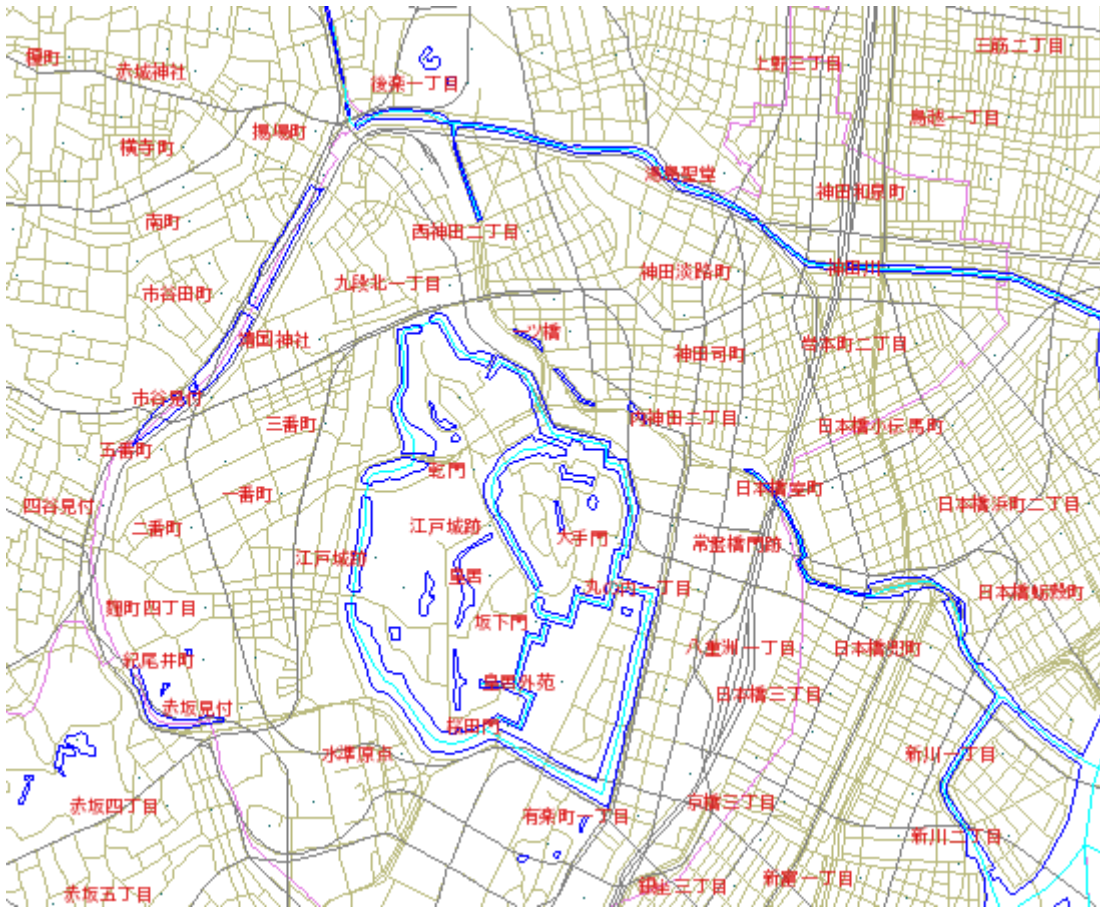 榎町
赤城神社
後楽一丁目
上野三丁目
三筋二丁目
鳥越一丁目
揚場町
横寺町
湯島聖堂
神田和泉町
南町
西神田二丁目
神田淡路町
神田川
九段北一丁目
市谷田町
靖国神社
一ツ橋
神田司町
岩本町二丁目
市谷見付
三番町
内神田二丁目
日本橋小伝馬町
五番町
乾門
一番町
日本橋室町
四谷見付
二番町
江戸城跡
大手門
常盤橋門跡
日本橋浜町二丁目
江戸城跡
皇居
丸の内一丁目
日本橋蛎殻町
麹町四丁目
坂下門
八重洲一丁目
日本橋兜町
紀尾井町
皇居外苑
日本橋三丁目
赤坂見付
桜田門
水準原点
新川一丁目
赤坂四丁目
有楽町一丁目
京橋三丁目
新川二丁目
赤坂五丁目
銀座三丁目
新富一丁目